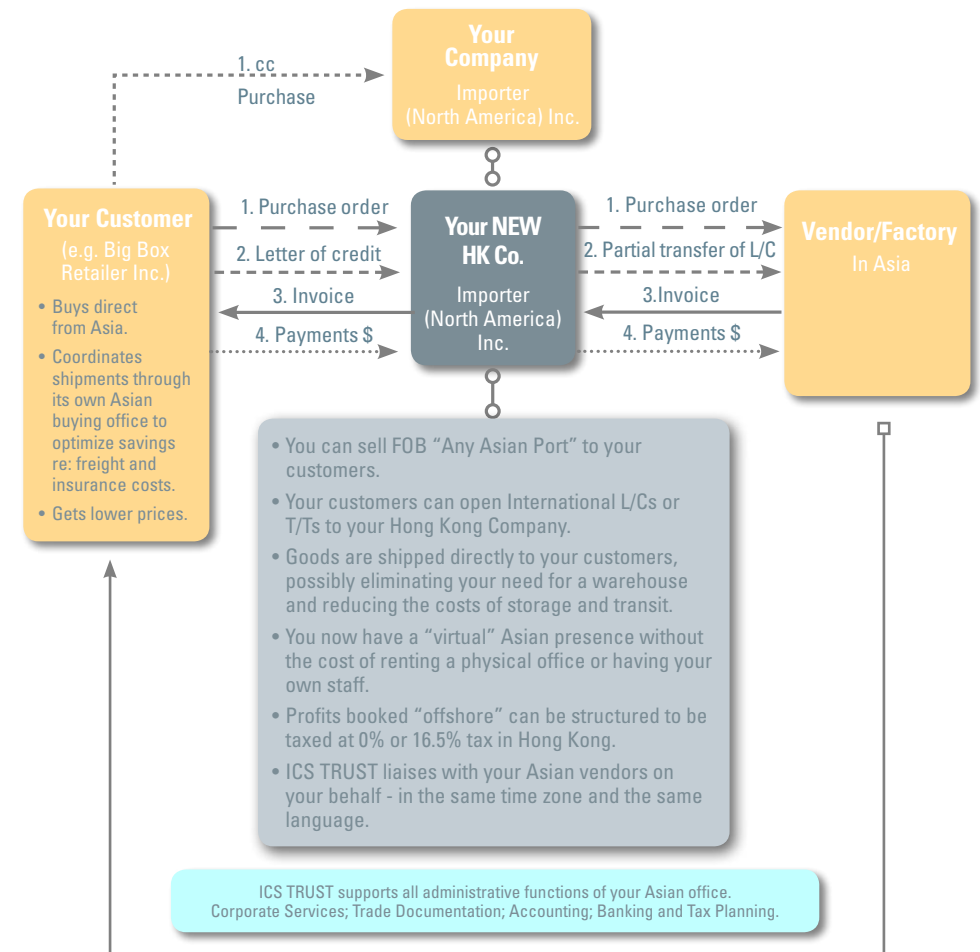 Your
Company
Importer
(North America) Inc.
1. cc
Purchase
Your Customer
(e.g. Big Box
Retailer Inc.)
• Buys direct
from Asia.
• Coordinates
shipments through
its own Asian
buying office to
optimize savings
re: freight and
insurance costs.
• Gets lower prices.
1. Purchase order
2. Letter of credit
3. Invoice
4. Payments $
Your NEW
HK Co.
Importer
(North America)
Inc.
1. Purchase order
2. Partial transfer of L/C
3.Invoice
4. Payments $
Vendor/Factory
In Asia
• You can sell FOB “Any Asian Port” to your
customers.
• Your customers can open International L/Cs or
T/Ts to your Hong Kong Company.
• Goods are shipped directly to your customers,
possibly eliminating your need for a warehouse
and reducing the costs of storage and transit.
• You now have a “virtual” Asian presence without
the cost of renting a physical office or having your
own staff.
• Profits booked “offshore” can be structured to be
taxed at 0% or 16.5% tax in Hong Kong.
• ICS TRUST liaises with your Asian vendors on
your behalf - in the same time zone and the same
language.
ICS TRUST supports all administrative functions of your Asian office.
Corporate Services; Trade Documentation; Accounting; Banking and Tax Planning.